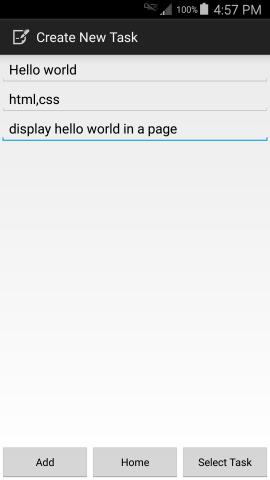 100% 4:57 PM
Create New Task
Hello world
html,css
display hello world in a page
Add Home Select Task